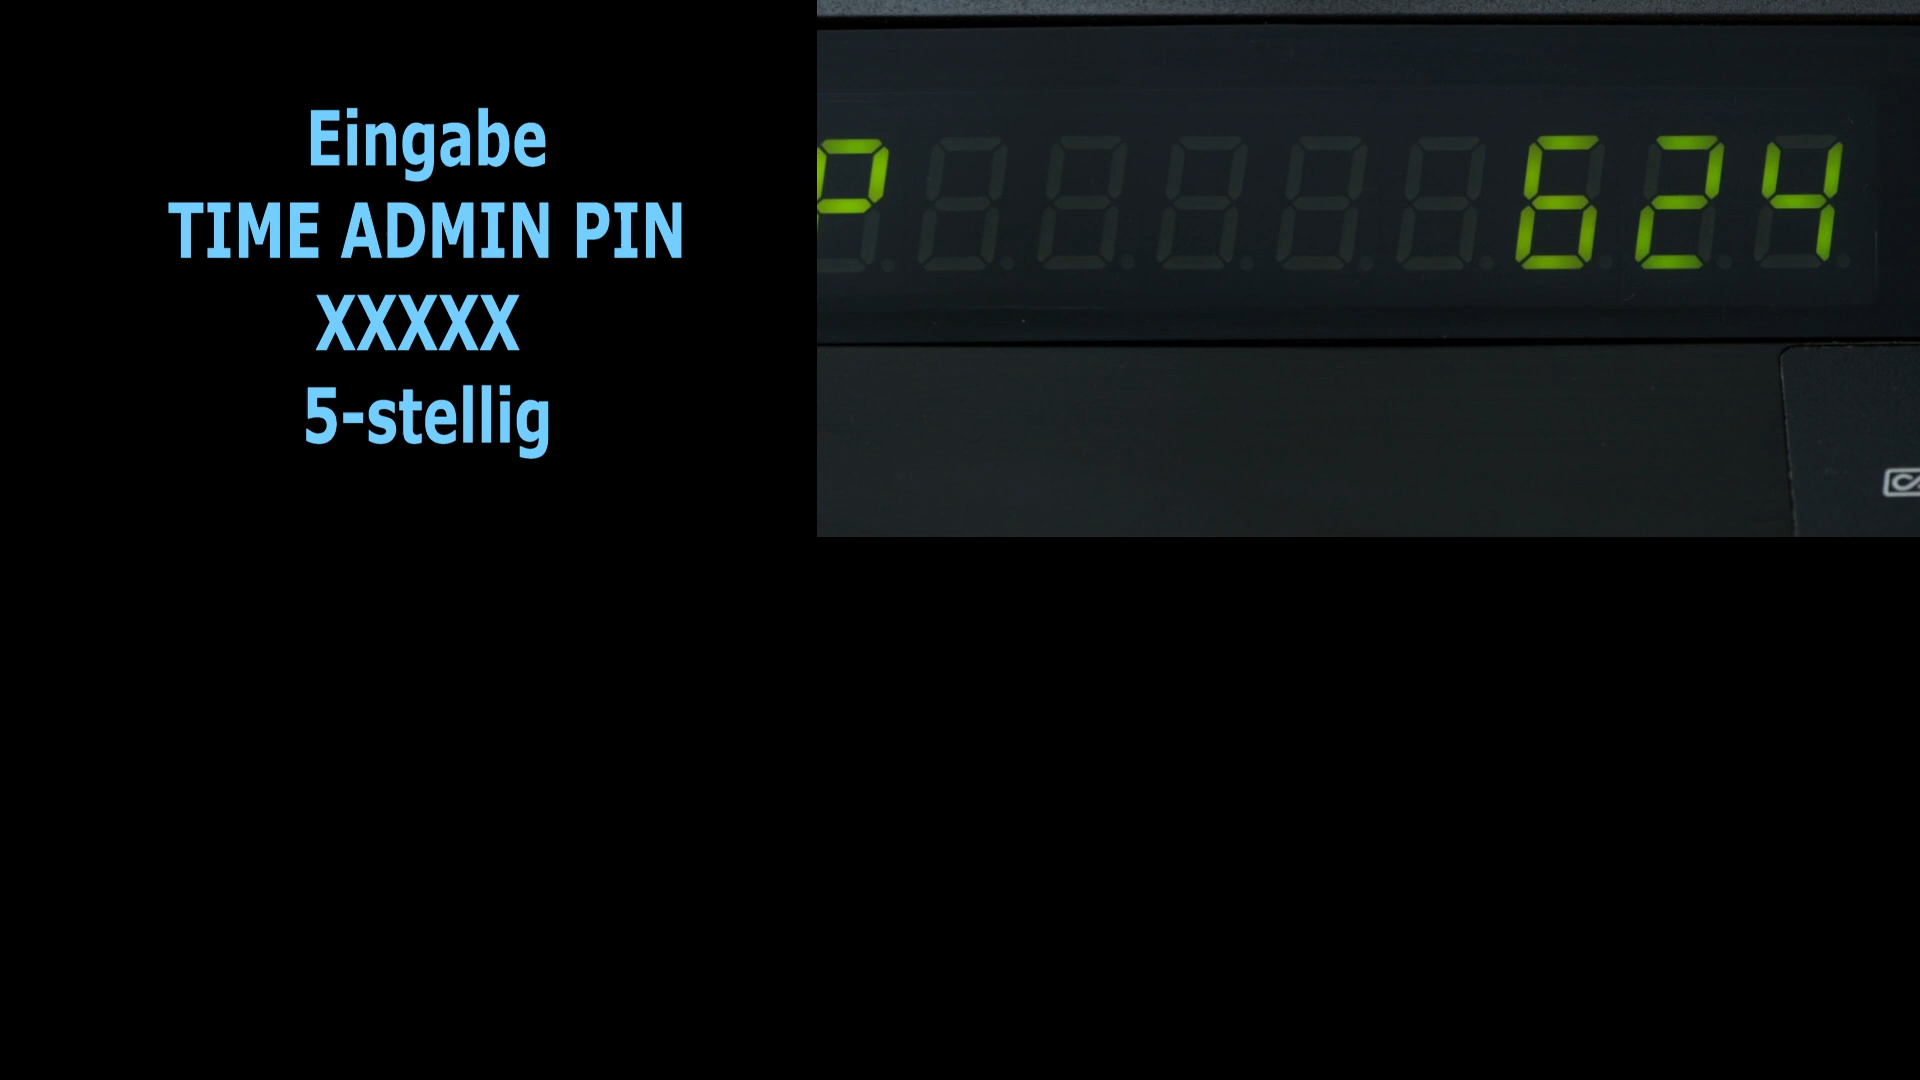 Eingabe
TIME ADMIN PIN
XXXXX
5-stellig
P 624